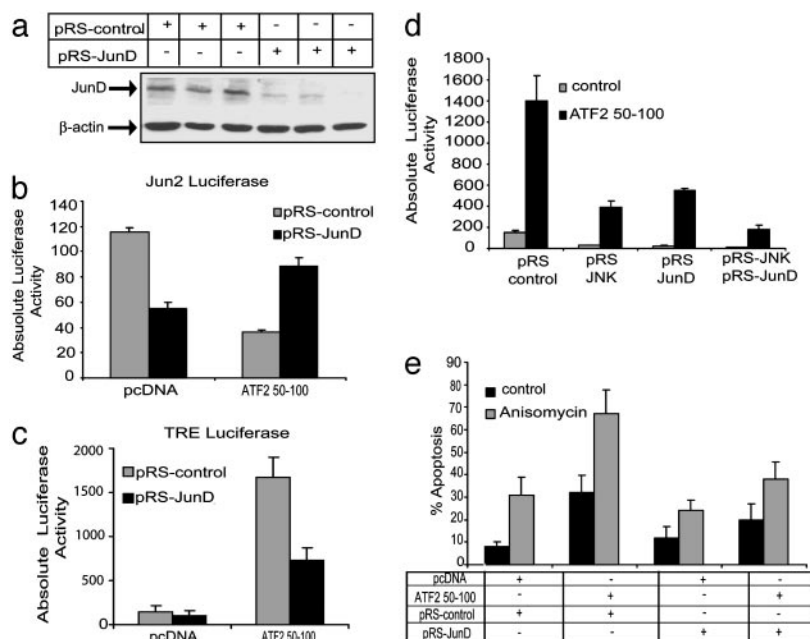 a
pRS-control + + + - - -
pRS-JunD - - - + + +
JunD
β-actin
b
Jun2 Luciferase
Absuolute Luciferase
Activity
140
120
100
80
60
40
20
0
pRS-control
pRS-JunD
pcDNA
ATF2 50-100
c
TRE Luciferase
Absolute Luciferase
Activity
2000
1500
1000
500
0
pRS-control
pRS-JunD
pcDNA
ATF2 50-100
d
Absolute Luciferase
Activity
1800
1600
1400
1200
1000
800
600
400
200
0
control
ATF2 50-100
pRS
control
pRS
JNK
pRS
JunD
pRS-JNK
pRS-JunD
e
% Apoptosis
90
80
70
60
50
40
30
20
10
0
control
Anisomycin
pcDNA + - + -
ATF2 50-100 - + - +
pRS-control + + - -
pRS-JunD - - + +